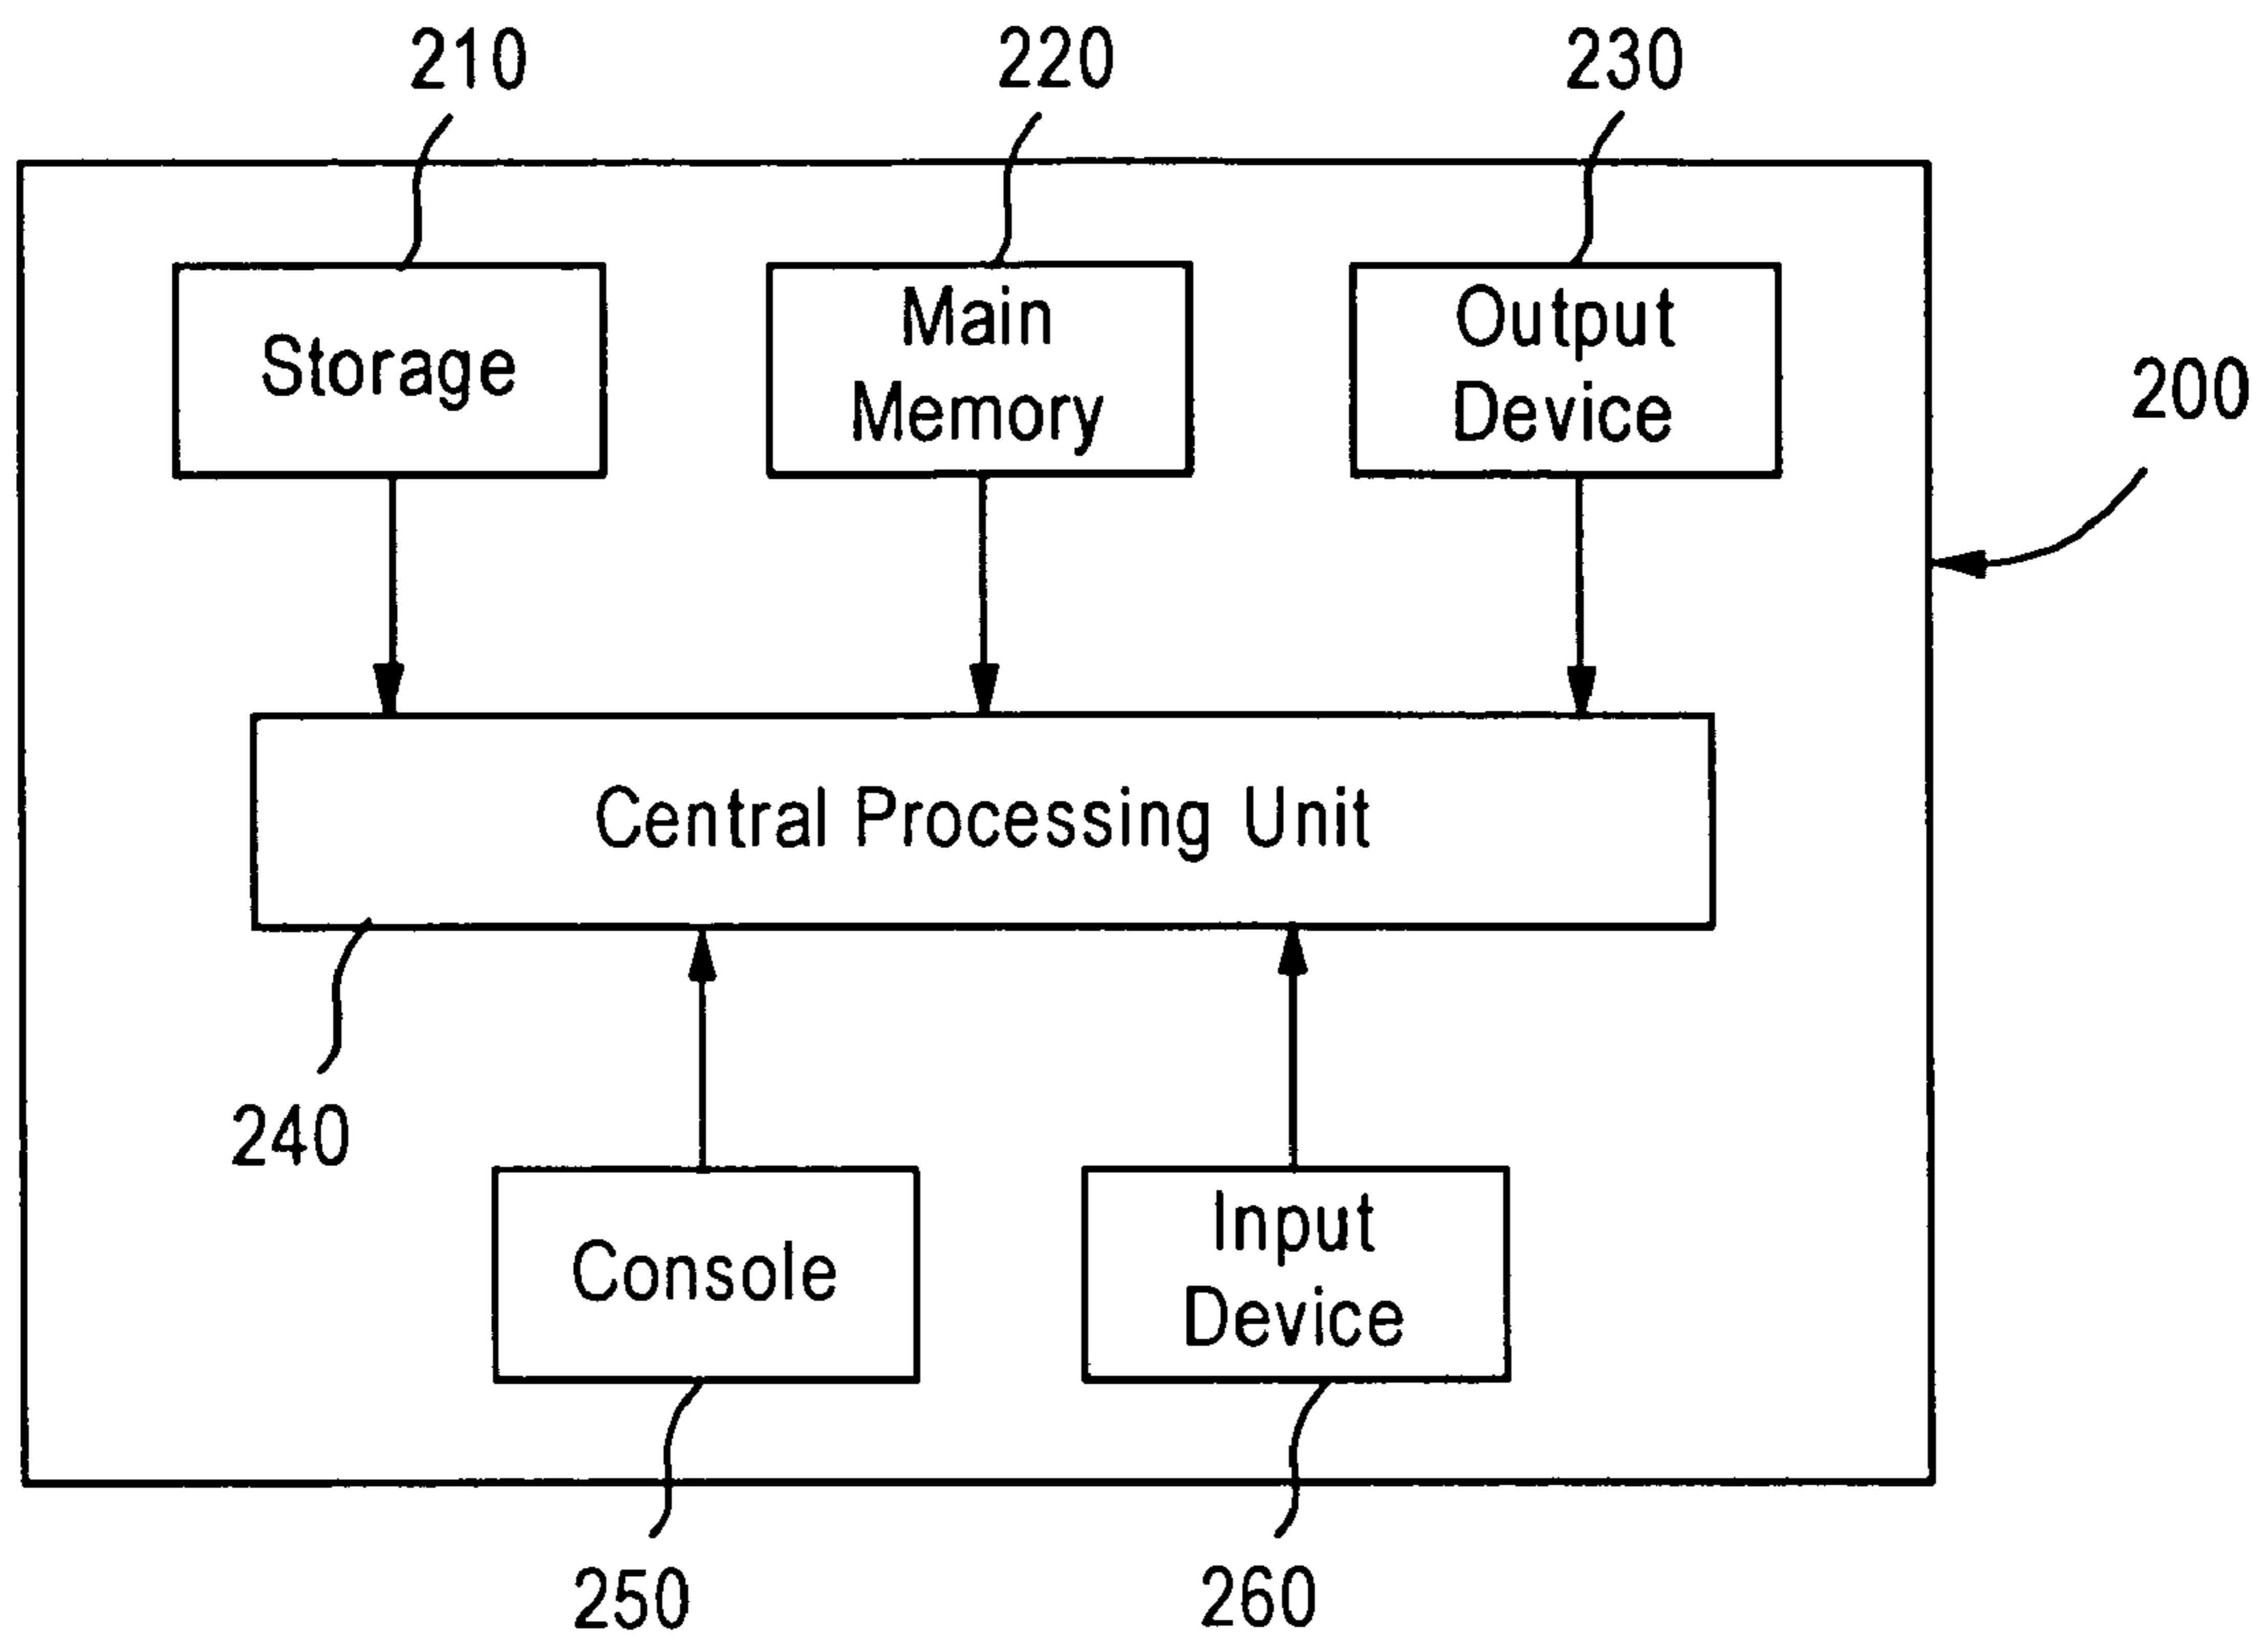 210
220
230
Storage
Main
Memory
Output
Device
200
Central Processing Unit
240
Console
Input
Device
250
260